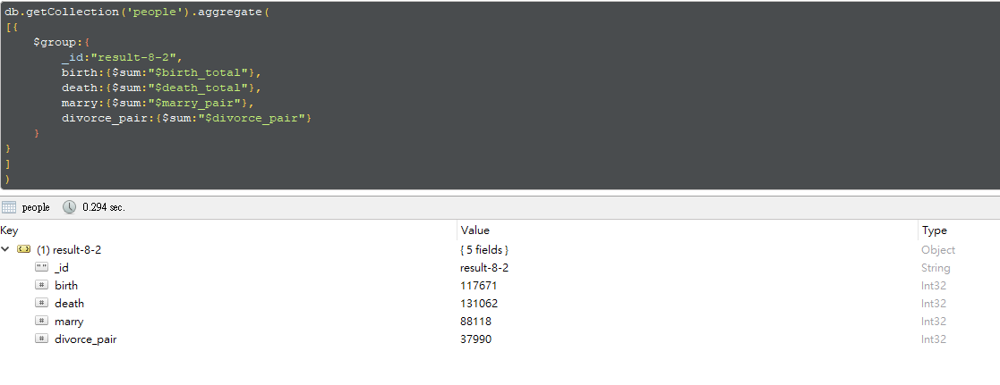 db.getCollection('people').aggregate(
[{
    $group:{
        _id:"result-8-2",
        birth:{$sum:"$birth_total"},
        death:{$sum:"$death_total"},
        marry:{$sum:"$marry_pair"},
        divorce_pair:{$sum:"$divorce_pair"}
    }
}
]
)
people 0.294 sec.
Key Value Type
(1) result-8-2 { 5 fields } Object
_id result-8-2 String
birth 117671 Int32
death 131062 Int32
marry 88118 Int32
divorce_pair 37990 Int32